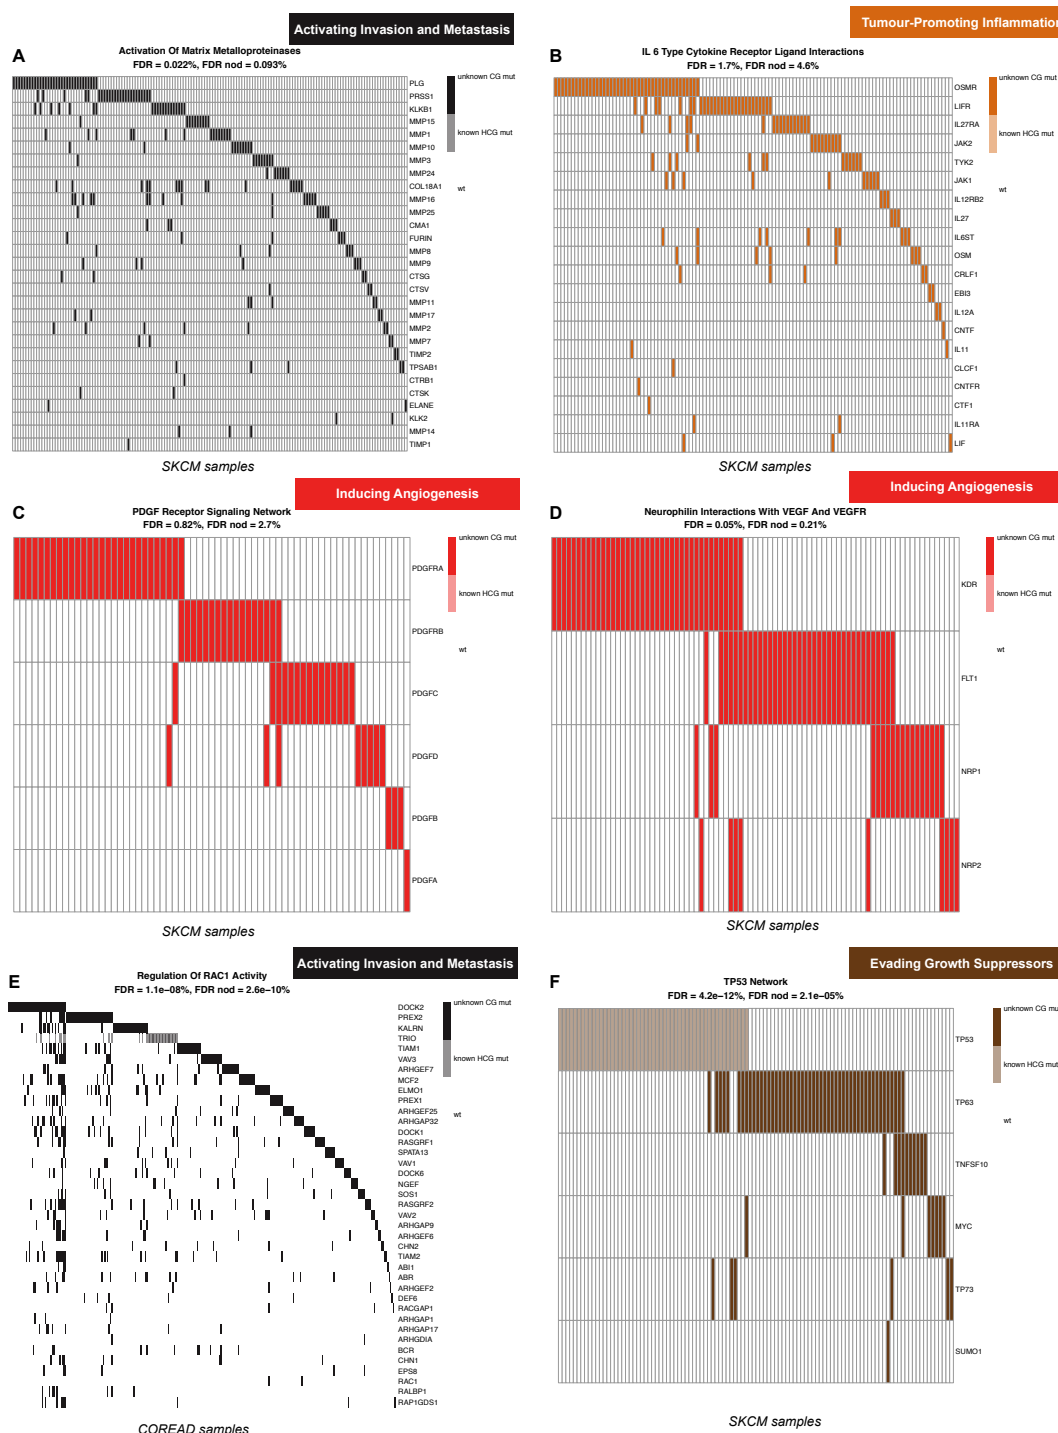 Activating Invasion and Metastasis
A
Activation Of Matrix Metalloproteinases
FDR = 0.022%, FDR nod = 0.093%
PLG
PRSS1
KLKB1
MMP15
MMP1
MMP10
MMP3
MMP24
COL18A1
MMP16
MMP25
CMA1
FURIN
MMP8
MMP9
CTSG
CTSV
MMP11
MMP17
MMP2
MMP7
TIMP2
TPSAB1
CTRB1
CTSK
ELANE
KLK2
MMP14
TIMP1
unknown CG mut
known HCG mut
wt
SKCM samples
Tumour-Promoting Inflammation
B
IL 6 Type Cytokine Receptor Ligand Interactions
FDR = 1.7%, FDR nod = 4.6%
OSMR
LIFR
IL27RA
JAK2
TYK2
JAK1
IL12RB2
IL27
IL6ST
OSM
CRLF1
EBI3
IL12A
CNTF
IL11
CLCF1
CNTFR
CTF1
IL11RA
LIF
unknown CG mut
known HCG mut
wt
SKCM samples
Inducing Angiogenesis
C
PDGF Receptor Signaling Network
FDR = 0.82%, FDR nod = 2.7%
PDGFRA
PDGFRB
PDGFC
PDGFD
PDGFB
PDGFA
unknown CG mut
known HCG mut
wt
SKCM samples
Inducing Angiogenesis
D
Neurophilin Interactions With VEGF And VEGFR
FDR = 0.05%, FDR nod = 0.21%
KDR
FLT1
NRP1
NRP2
unknown CG mut
known HCG mut
wt
SKCM samples
Activating Invasion and Metastasis
E
Regulation Of RAC1 Activity
FDR = 1.1e−08%, FDR nod = 2.6e−10%
DOCK2
PREX2
KALRN
TRIO
TIAM1
VAV3
ARHGEF7
MCF2
ELMO1
PREX1
ARHGEF25
ARHGAP32
DOCK1
RASGRF1
SPATA13
VAV1
DOCK6
NGEF
SOS1
RASGRF2
VAV2
ARHGAP9
ARHGEF6
CHN2
TIAM2
ABI1
ABR
ARHGEF2
DEF6
RACGAP1
ARHGAP1
ARHGAP17
ARHGDIA
BCR
CHN1
EPS8
RAC1
RALBP1
RAP1GDS1
unknown CG mut
known HCG mut
wt
COREAD samples
Evading Growth Suppressors
F
TP53 Network
FDR = 4.2e−12%, FDR nod = 2.1e−05%
TP53
TP63
TNFSF10
MYC
TP73
SUMO1
unknown CG mut
known HCG mut
wt
SKCM samples